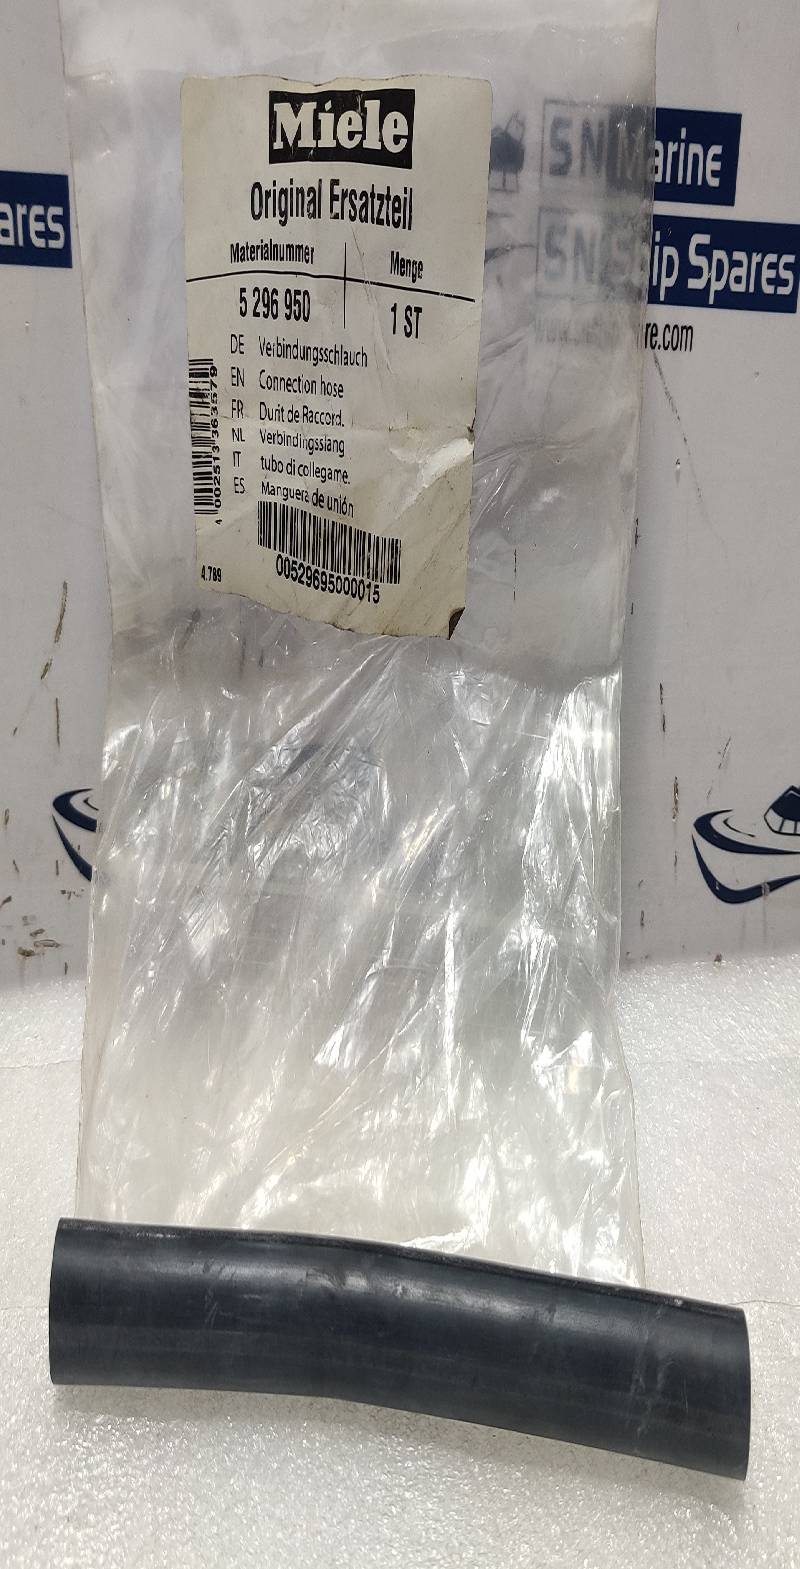 Miele
Original Ersatzteil
Materialnummer Menge
5 296 950 1 ST
DE Verbindungsschlauch
EN Connection hose
FR Durit de Raccord.
NL Verbindingsslang
IT tubo di collegame.
ES Manguera de unión
4 002513 363579
00529695000015
4.789
SN Marine
SN Ship Spares
re.com
ares